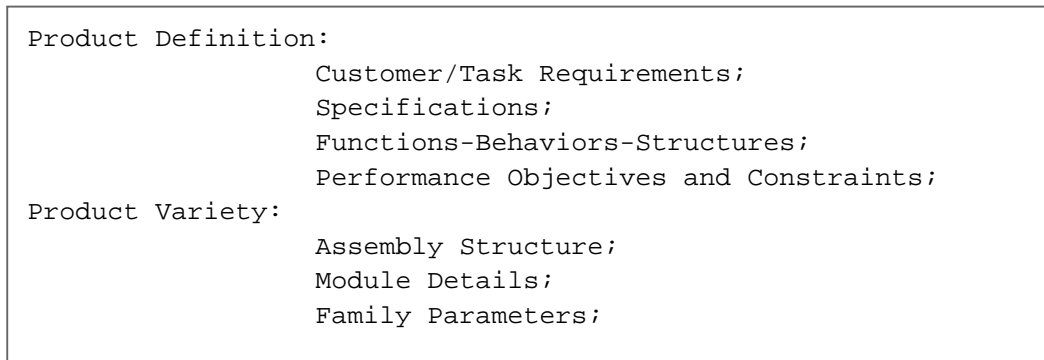 Product Definition:
Customer/Task Requirements;
Specifications;
Functions-Behaviors-Structures;
Performance Objectives and Constraints;
Product Variety:
Assembly Structure;
Module Details;
Family Parameters;